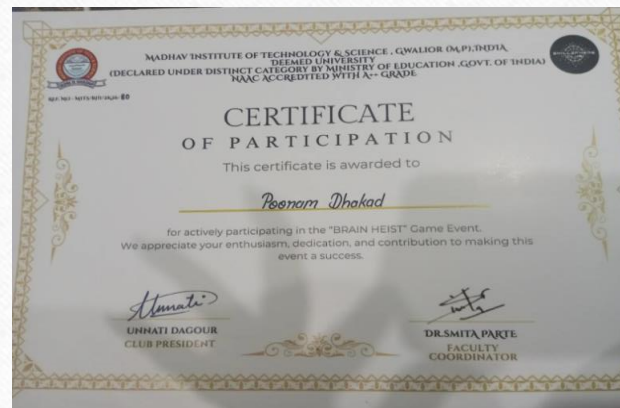 MADHAV INSTITUTE OF TECHNOLOGY & SCIENCE , GWALIOR (M.P),INDIA
DEEMED UNIVERSITY
(DECLARED UNDER DISTINCT CATEGORY BY MINISTRY OF EDUCATION ,GOVT. OF INDIA)
NAAC ACCREDITED WITH A++ GRADE
CERTIFICATE
OF PARTICIPATION
This certificate is awarded to
Poonam Dhakad
for actively participating in the "BRAIN HEIST" Game Event.
We appreciate your enthusiasm, dedication, and contribution to making this
event a success.
Unnati
UNNATI DAGOUR
CLUB PRESIDENT
DR.SMITA PARTE
FACULTY
COORDINATOR